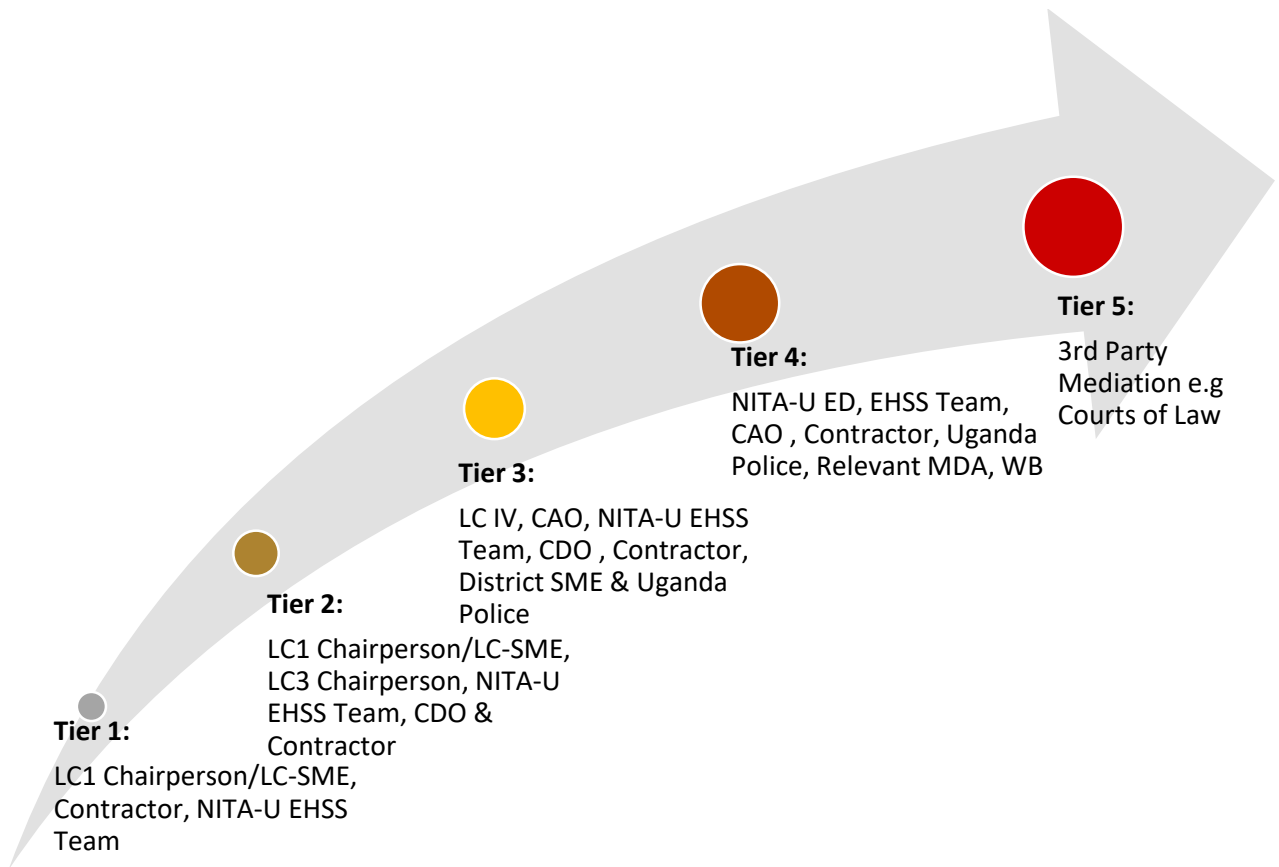 Tier 1:
LC1 Chairperson/LC-SME,
Contractor, NITA-U EHSS
Team
Tier 2:
LC1 Chairperson/LC-SME,
LC3 Chairperson, NITA-U
EHSS Team, CDO &
Contractor
Tier 3:
LC IV, CAO, NITA-U EHSS
Team, CDO , Contractor,
District SME & Uganda
Police
Tier 4:
NITA-U ED, EHSS Team,
CAO , Contractor, Uganda
Police, Relevant MDA, WB
Tier 5:
3rd Party
Mediation e.g
Courts of Law